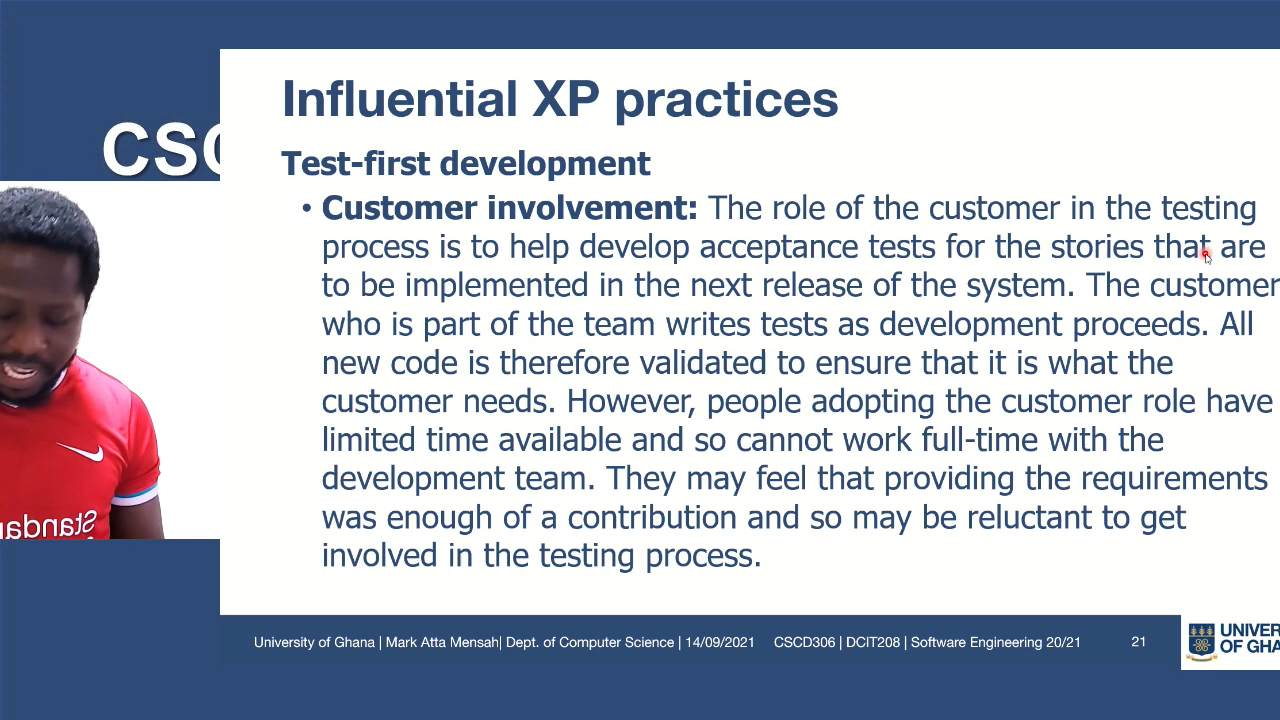 Influential XP practices
CSC
Test-first development
• Customer involvement: The role of the customer in the testing
process is to help develop acceptance tests for the stories that are
to be implemented in the next release of the system. The customer
who is part of the team writes tests as development proceeds. All
new code is therefore validated to ensure that it is what the
customer needs. However, people adopting the customer role have
limited time available and so cannot work full-time with the
development team. They may feel that providing the requirements
was enough of a contribution and so may be reluctant to get
involved in the testing process.
Standa
University of Ghana | Mark Atta Mensah| Dept. of Computer Science | 14/09/2021 CSCD306 | DCIT208 | Software Engineering 20/21 21
UNIVER
OF GHA